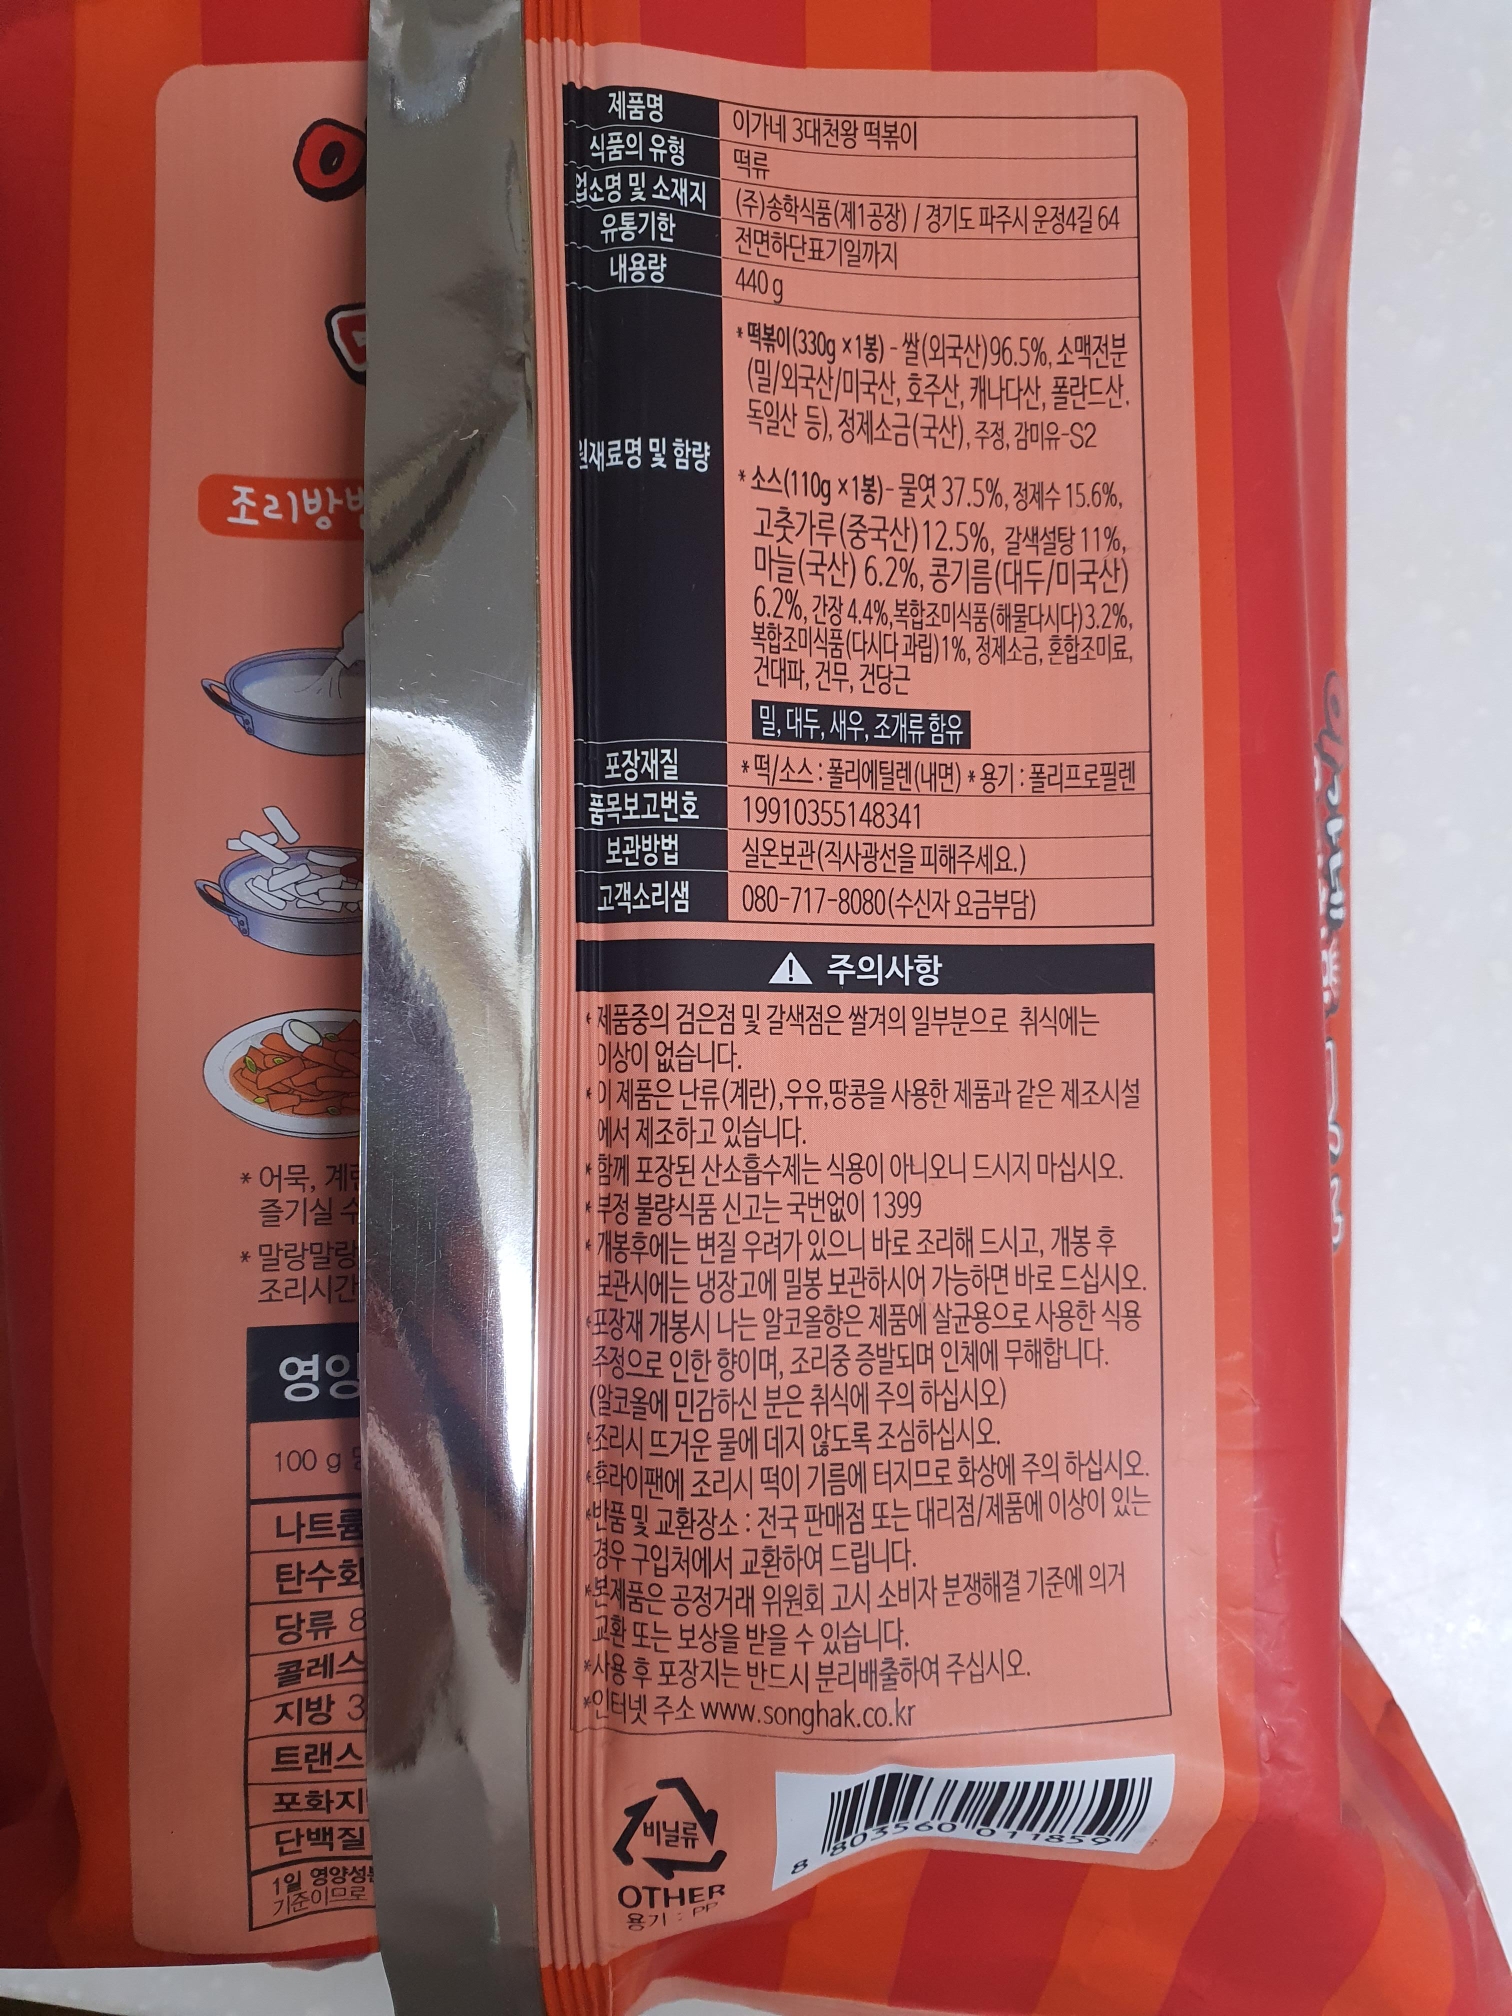 조리방법
* 어묵,
즐기실
* 말랑말랑
조리시간
영양
100 g
나트륨
탄수화
당류 8
콜레스
지방 3
트랜스
포화지
단백질
1일 영양성분
기준이므로
제품명 이가네 3대천왕 떡볶이
식품의 유형 떡류
업소명 및 소재지 (주)송학식품(제1공장) / 경기도 파주시 운정4길 64
유통기한 전면하단표기일까지
내용량 440 g
원재료명 및 함량
* 떡볶이(330g ×1봉) - 쌀(외국산)96.5%, 소맥전분
(밀/외국산/미국산, 호주산, 캐나다산, 폴란드산,
독일산 등), 정제소금(국산), 주정, 감미유-S2
* 소스(110g ×1봉)- 물엿 37.5%, 정제수 15.6%,
고춧가루(중국산)12.5%, 갈색설탕 11%,
마늘(국산) 6.2%, 콩기름(대두/미국산)
6.2%, 간장 4.4%,복합조미식품(해물다시다)3.2%,
복합조미식품(다시다 과립)1%, 정제소금, 혼합조미료,
건대파, 건무, 건당근
밀, 대두, 새우, 조개류 함유
포장재질 * 떡/소스 : 폴리에틸렌(내면) * 용기 : 폴리프로필렌
품목보고번호 19910355148341
보관방법 실온보관(직사광선을 피해주세요.)
고객소리샘 080-717-8080(수신자 요금부담)
주의사항
* 제품중의 검은점 및 갈색점은 쌀겨의 일부분으로 취식에는
이상이 없습니다.
* 이 제품은 난류(계란),우유,땅콩을 사용한 제품과 같은 제조시설
에서 제조하고 있습니다.
* 함께 포장된 산소흡수제는 식용이 아니오니 드시지 마십시오.
* 부정 불량식품 신고는 국번없이 1399
* 개봉후에는 변질 우려가 있으니 바로 조리해 드시고, 개봉 후
보관시에는 냉장고에 밀봉 보관하시어 가능하면 바로 드십시오.
*포장재 개봉시 나는 알코올향은 제품에 살균용으로 사용한 식용
주정으로 인한 향이며, 조리중 증발되며 인체에 무해합니다.
(알코올에 민감하신 분은 취식에 주의 하십시오)
*조리시 뜨거운 물에 데지 않도록 조심하십시오.
*후라이팬에 조리시 떡이 기름에 터지므로 화상에 주의 하십시오.
*반품 및 교환장소 : 전국 판매점 또는 대리점/제품에 이상이 있는
경우 구입처에서 교환하여 드립니다.
*본제품은 공정거래 위원회 고시 소비자 분쟁해결 기준에 의거
교환 또는 보상을 받을 수 있습니다.
*사용 후 포장지는 반드시 분리배출하여 주십시오.
*인터넷 주소 www.songhak.co.kr
비닐류
OTHER
용기 : PP
8 803560 011859